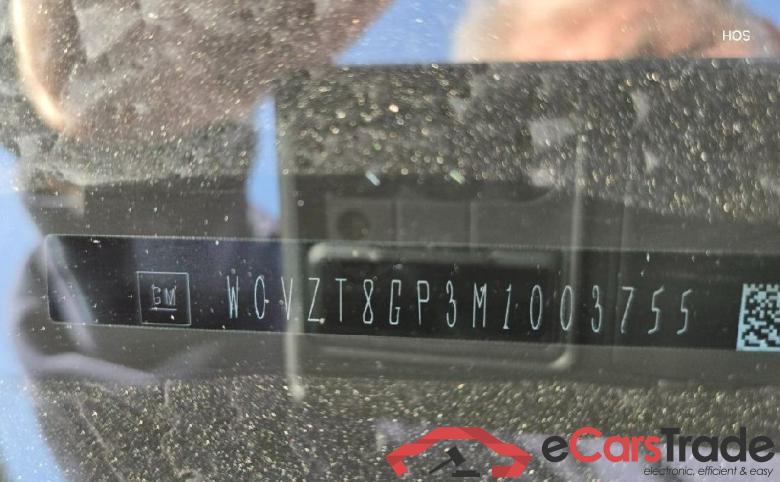 HOS
GM W0VZT8GP3M1003755
eCarsTrade
electronic, efficient & easy